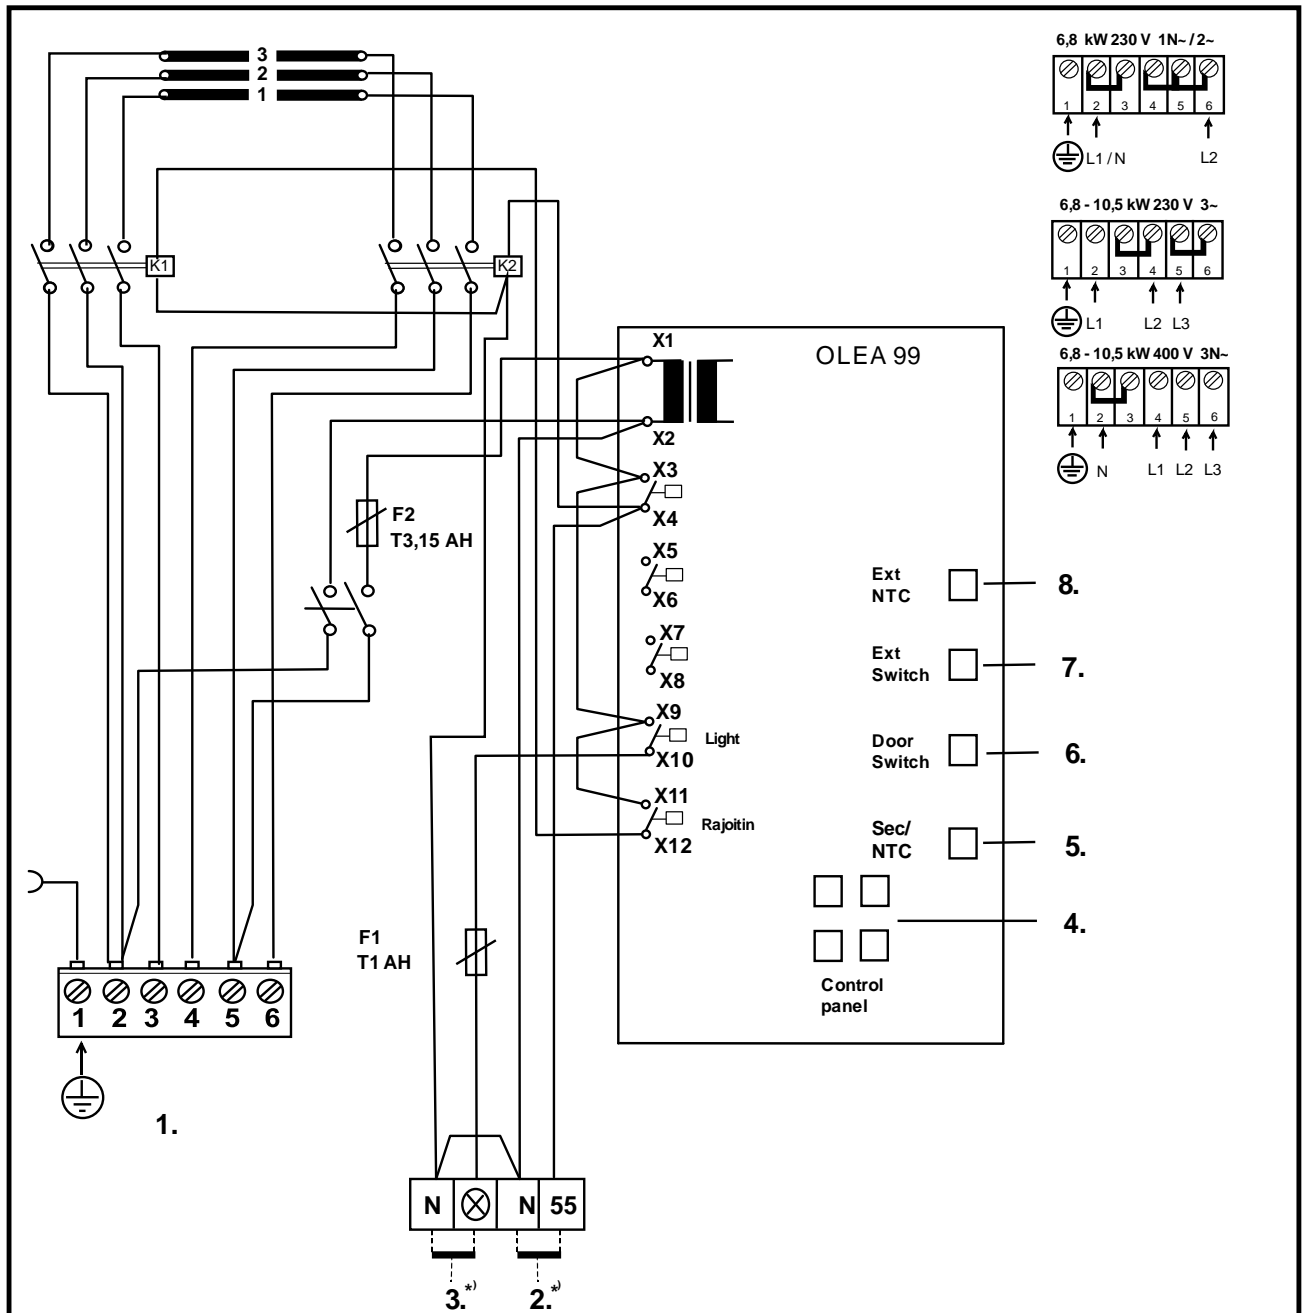 3
2
1
K1
K2
6,8 kW 230 V 1N~ / 2~
1 2 3 4 5 6
L1 / N L2
6,8 - 10,5 kW 230 V 3~
1 2 3 4 5 6
L1 L2 L3
6,8 - 10,5 kW 400 V 3N~
1 2 3 4 5 6
N L1 L2 L3
OLEA 99
X1
X2
X3
X4
X5
X6
X7
X8
X9
Light
X10
X11
Rajoitin
X12
F2
T3,15 AH
Ext
NTC
8.
Ext
Switch
7.
Door
Switch
6.
Sec/
NTC
5.
4.
Control
panel
F1
T1 AH
1 2 3 4 5 6
1.
N N 55
3.*) 2.*)